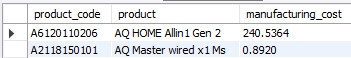 product_code product manufacturing_cost
A6120110206 AQ HOME Allin1 Gen 2 240.5364
A2118150101 AQ Master wired x1 Ms 0.8920